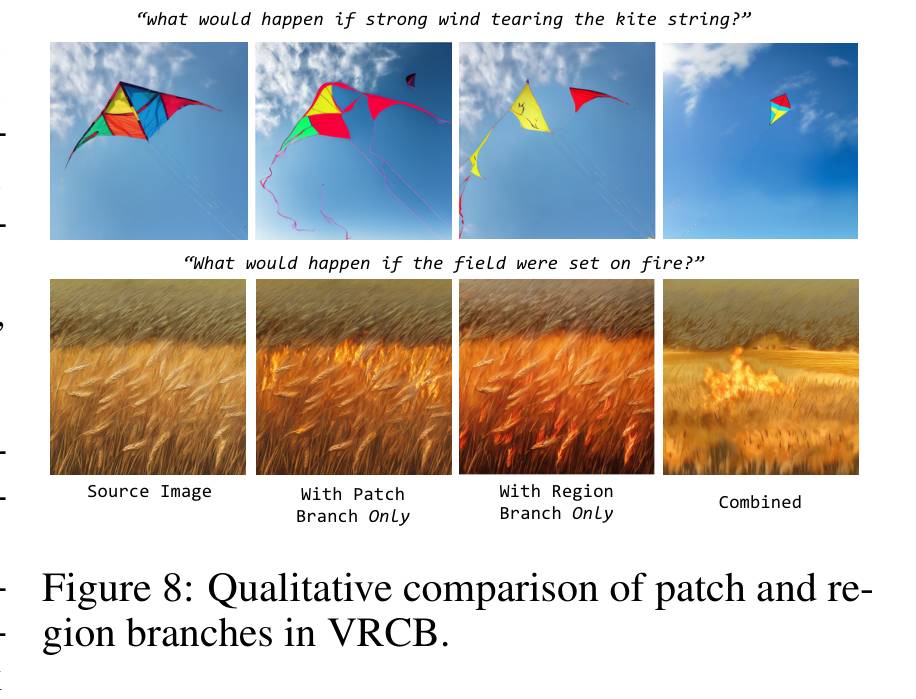 “what would happen if strong wind tearing the kite string?”
“What would happen if the field were set on fire?”
Source Image
With Patch
Branch Only
With Region
Branch Only
Combined
Figure 8: Qualitative comparison of patch and re-
gion branches in VRCB.